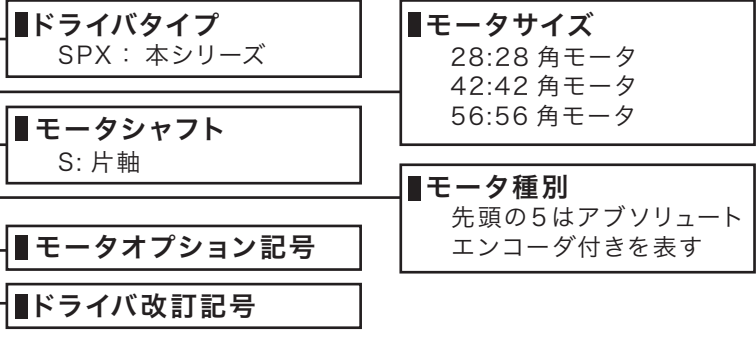 ■ドライバタイプ
SPX： 本シリーズ
■モータサイズ
28:28 角モータ
42:42 角モータ
56:56 角モータ
■モータシャフト
S: 片軸
■モータ種別
先頭の5はアブソリュート
エンコーダ付きを表す
■モータオプション記号
■ドライバ改訂記号